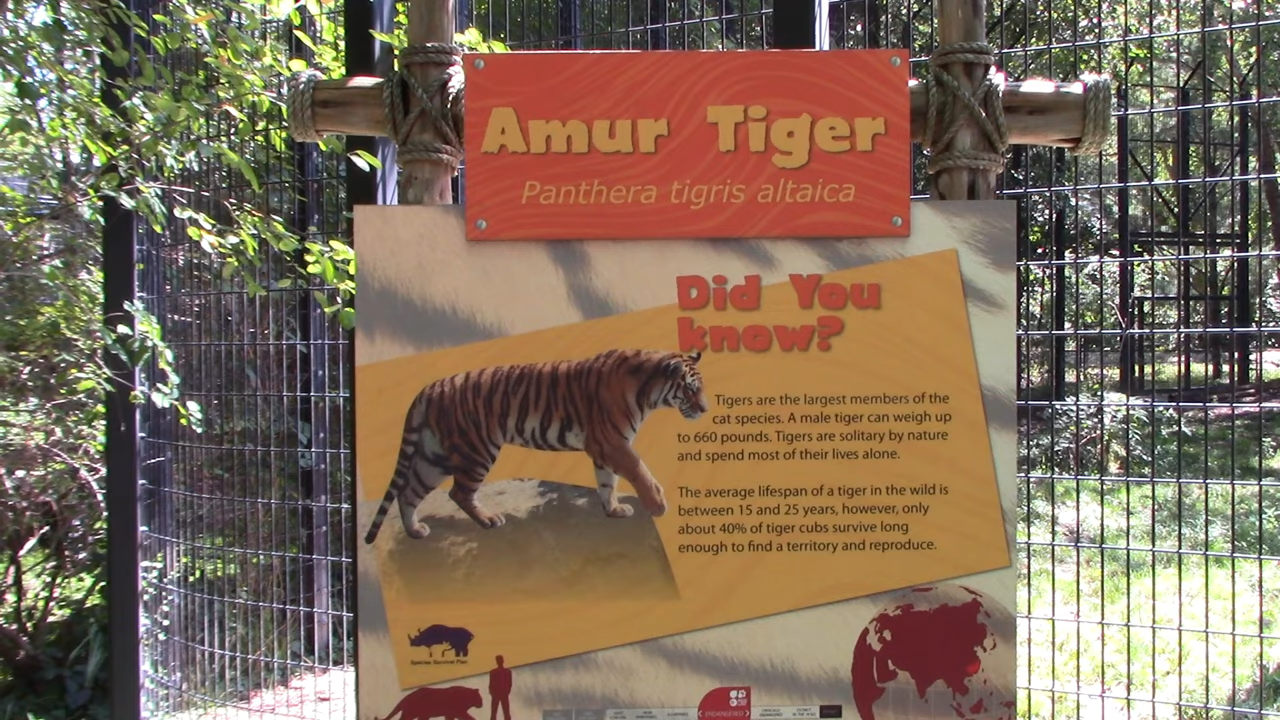 Amur Tiger
Panthera tigris altaica
Did You
know?
Tigers are the largest members of the
cat species. A male tiger can weigh up
to 660 pounds. Tigers are solitary by nature
and spend most of their lives alone.
The average lifespan of a tiger in the wild is
between 15 and 25 years, however, only
about 40% of tiger cubs survive long
enough to find a territory and reproduce.
Species Survival Plan
ENDANGERED